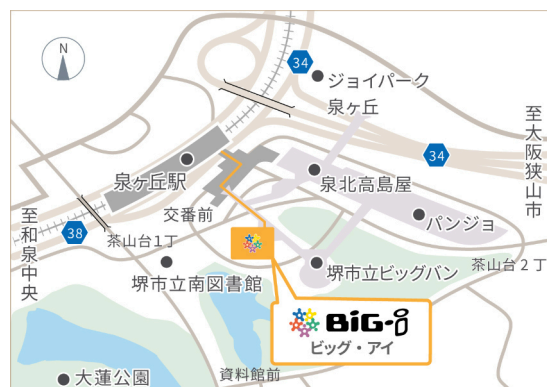 N
34
ジョイパーク
泉ヶ丘
至大阪狭山市
34
泉ヶ丘駅
泉北高島屋
交番前
パンジョ
至和泉中央
38
茶山台1丁
堺市立南図書館
堺市立ビッグバン
茶山台2丁
BiG-i
ビッグ・アイ
資料館前
大蓮公園